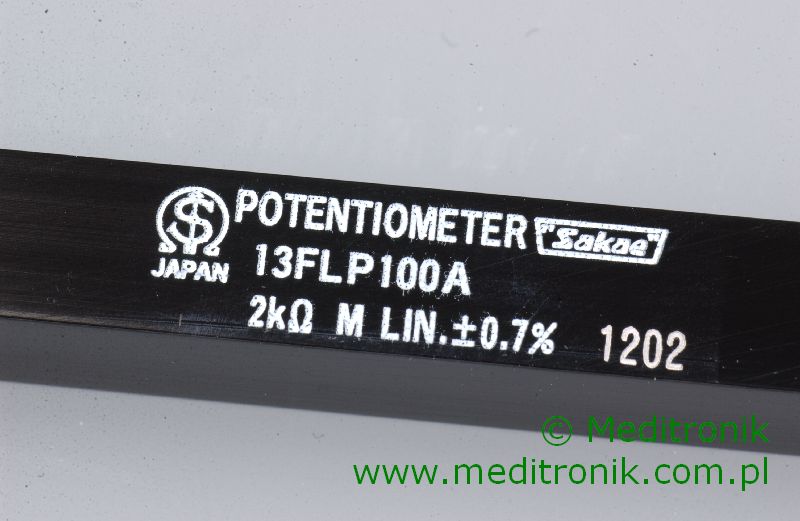 POTENTIOMETER "Sakae"
JAPAN 13FLP100A
2kΩ M LIN.±0.7% 1202
© Meditronik
www.meditronik.com.pl